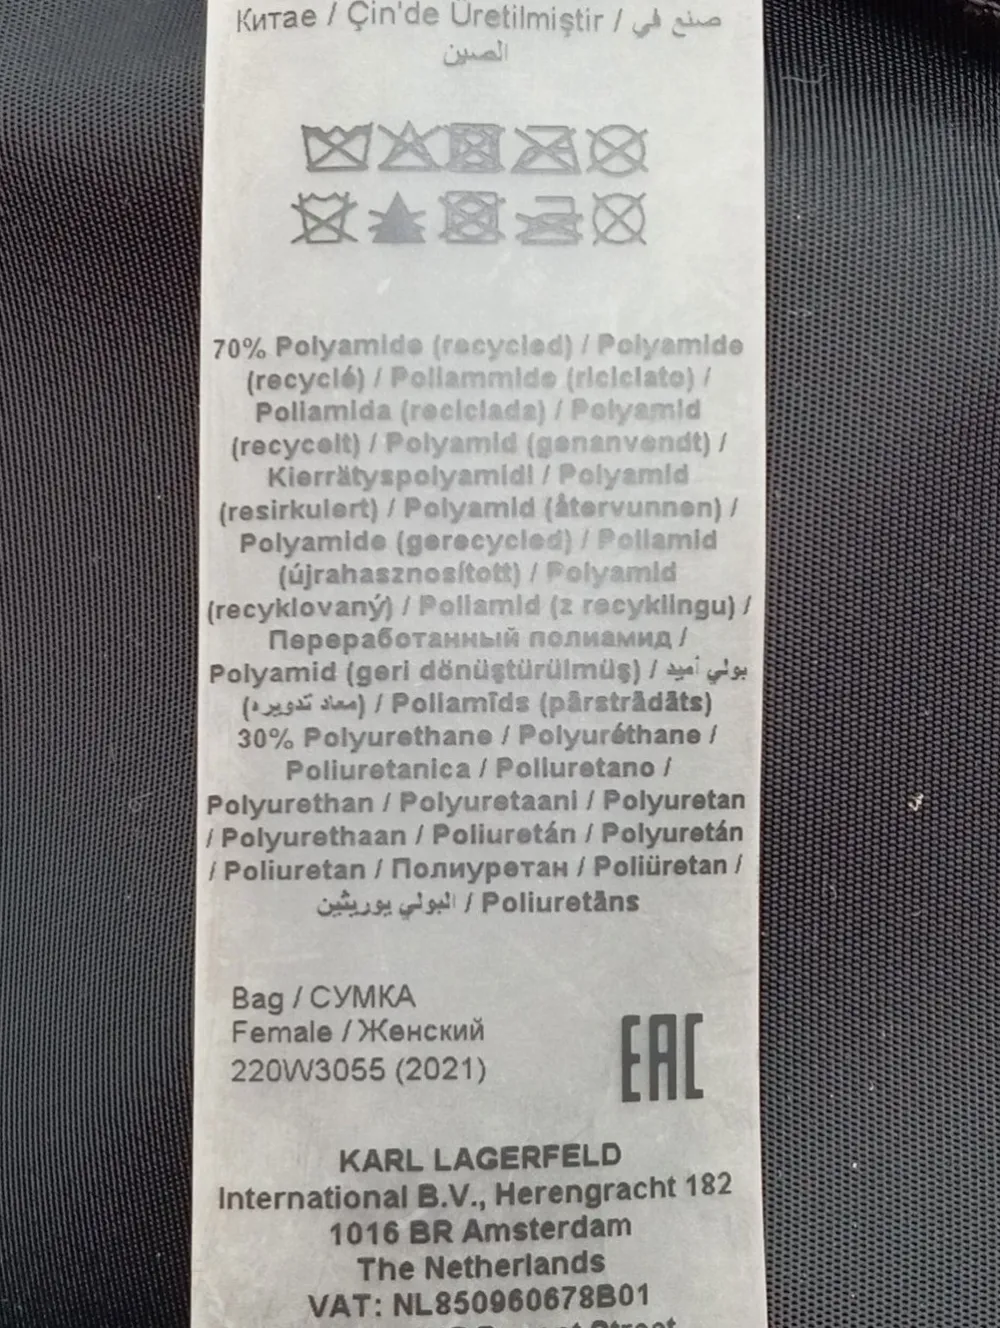 Китае / Çin'de Üretilmiştir / صنع في
الصين
70% Polyamide (recycled) / Polyamide
(recyclé) / Poliammide (riciclato) /
Poliamida (reciclada) / Polyamid
(recycelt) / Polyamid (genanvendt) /
Kierrätyspolyamidi / Polyamid
(resirkulert) / Polyamid (återvunnen) /
Polyamide (gerecycled) / Poliamid
(újrahasznosított) / Polyamid
(recyklovaný) / Poliamid (z recyklingu) /
Переработанный полиамид /
Polyamid (geri dönüştürülmüş) / بولي أميد
(معاد تدويره) / Poliamīds (pārstrādāts)
30% Polyurethane / Polyuréthane /
Poliuretanica / Poliuretano /
Polyurethan / Polyuretaani / Polyuretan
/ Polyurethaan / Poliuretán / Polyuretán
/ Poliuretan / Полиуретан / Poliüretan /
البولي يوريثين / Poliuretāns
Bag / СУМКА
Female / Женский
220W3055 (2021)
EAC
KARL LAGERFELD
International B.V., Herengracht 182
1016 BR Amsterdam
The Netherlands
VAT: NL850960678B01